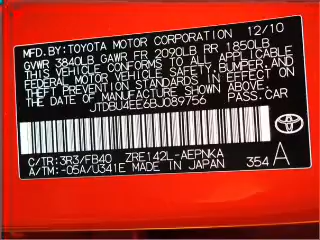 MFD.BY:TOYOTA MOTOR CORPORATION 12/10
GVWR 3840LB GAWR FR 2090LB RR 1850LB
THIS VEHICLE CONFORMS TO ALL APPLICABLE
FEDERAL MOTOR VEHICLE SAFETY, BUMPER, AND
THEFT PREVENTION STANDARDS IN EFFECT ON
THE DATE OF MANUFACTURE SHOWN ABOVE.
JTDBU4EE6BJ089756 PASS.CAR
C/TR:3R3/FB40 ZRE142L-AEPNKA
A/TM:-05A/U341E MADE IN JAPAN 354 A
TOYOTA